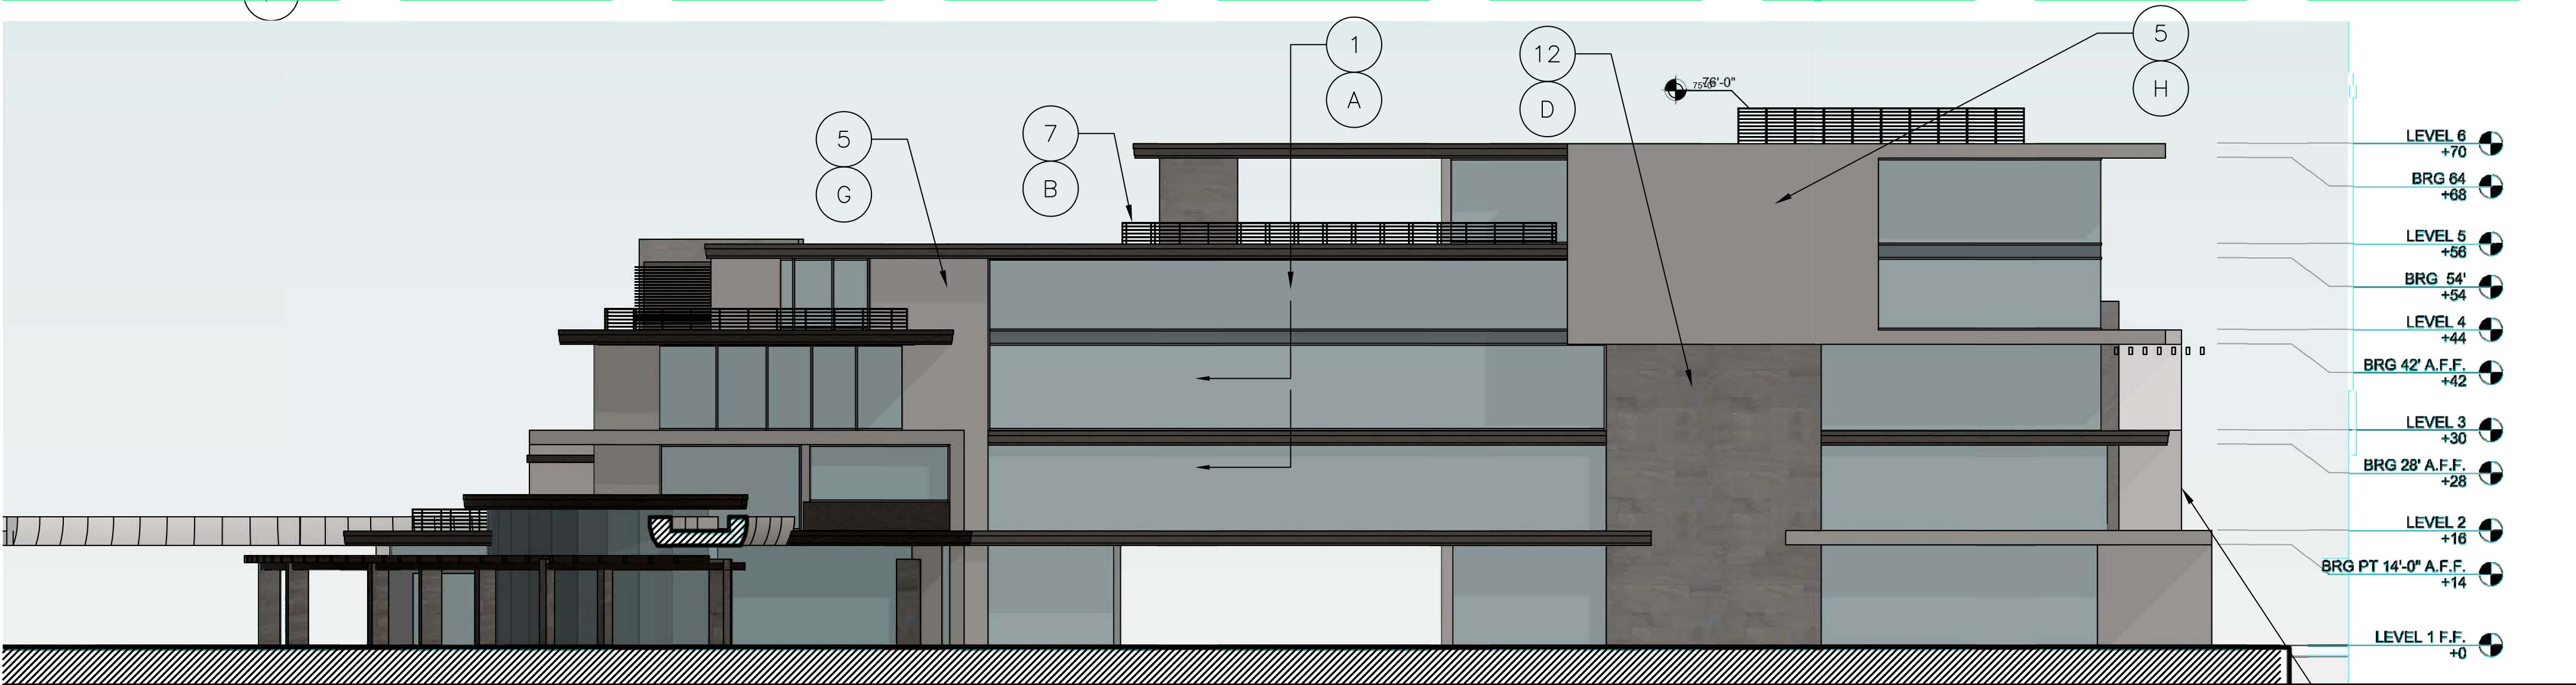 1
A
12
D
5
H
76'-0"
5
G
7
B
LEVEL 6
+70
BRG 64
+68
LEVEL 5
+56
BRG 54'
+54
LEVEL 4
+44
BRG 42' A.F.F.
+42
LEVEL 3
+30
BRG 28' A.F.F.
+28
LEVEL 2
+16
BRG PT 14'-0" A.F.F.
+14
LEVEL 1 F.F.
+0